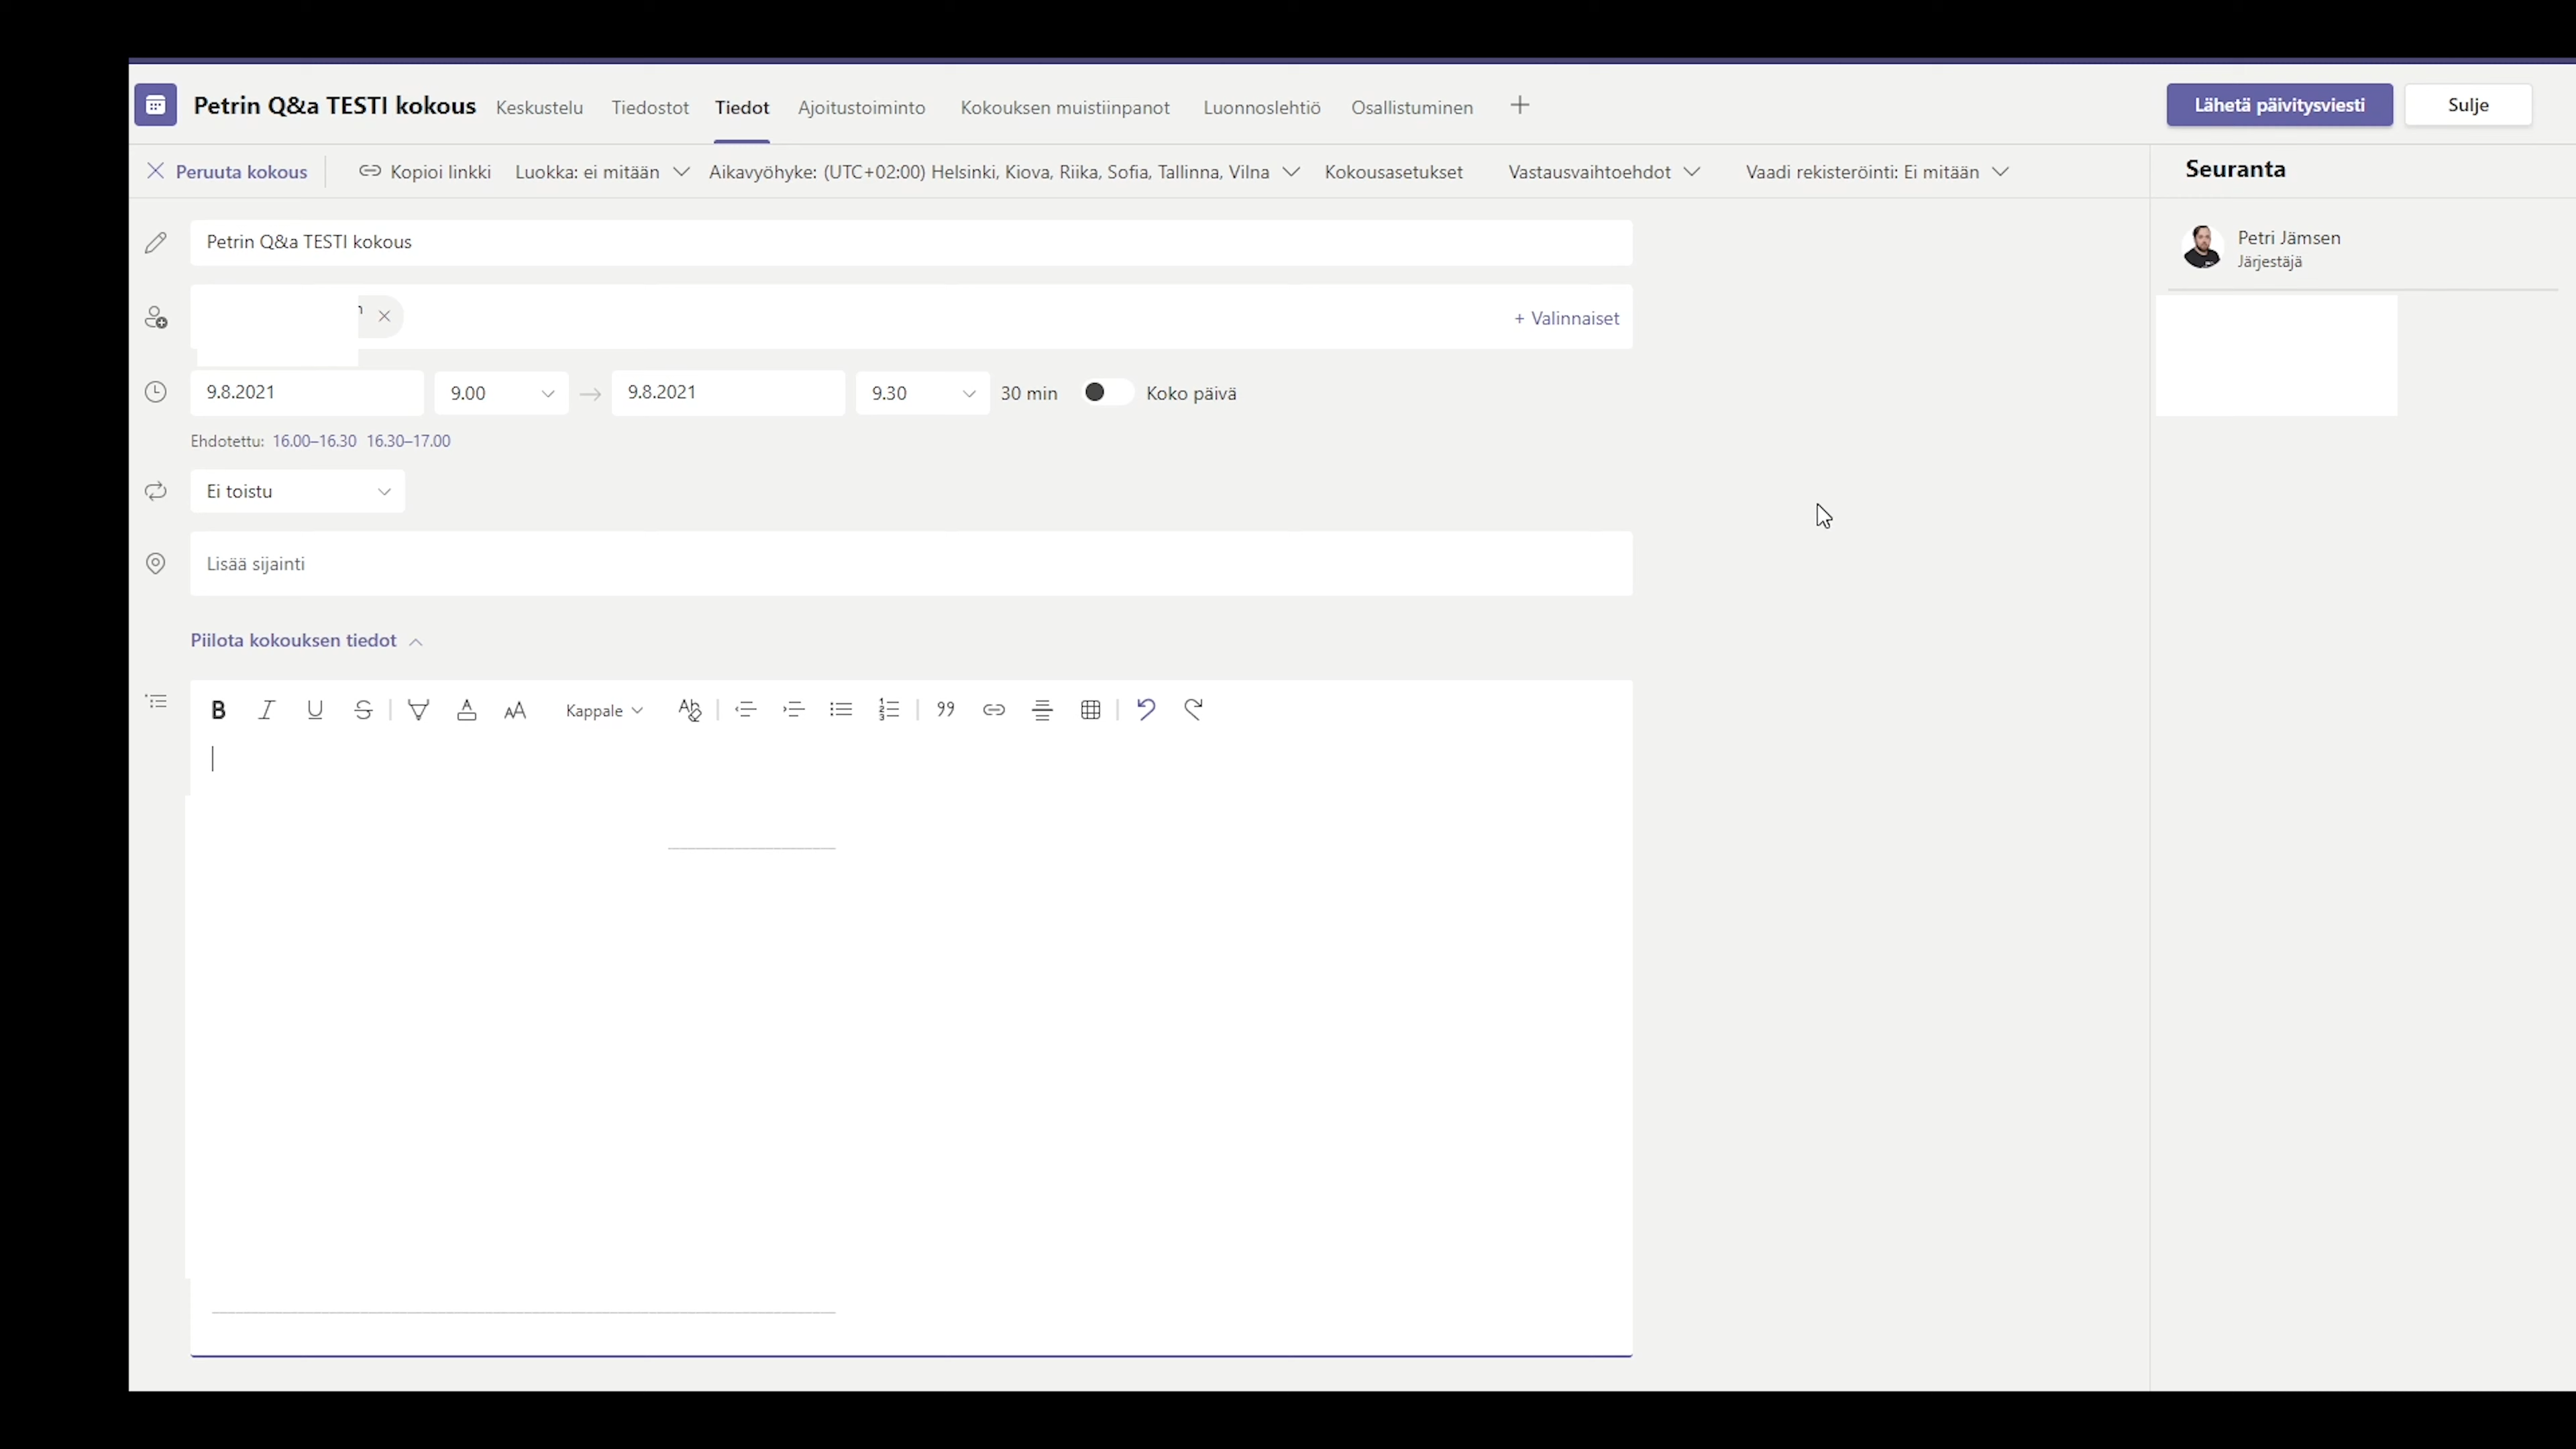 Petrin Q&a TESTI kokous Keskustelu Tiedostot Tiedot Ajoitustoiminto Kokouksen muistiinpanot Luonnoslehtiö Osallistuminen Lähetä päivitysviesti Sulje
Peruuta kokous Kopioi linkki Luokka: ei mitään Aikavyöhyke: (UTC+02:00) Helsinki, Kiova, Riika, Sofia, Tallinna, Vilna Kokousasetukset Vastausvaihtoehdot Vaadi rekisteröinti: Ei mitään
Seuranta
Petrin Q&a TESTI kokous
Petri Jämsen
Järjestäjä
+ Valinnaiset
9.8.2021 9.00 9.8.2021 9.30 30 min Koko päivä
Ehdotettu: 16.00–16.30 16.30–17.00
Ei toistu
Lisää sijainti
Piilota kokouksen tiedot
Kappale